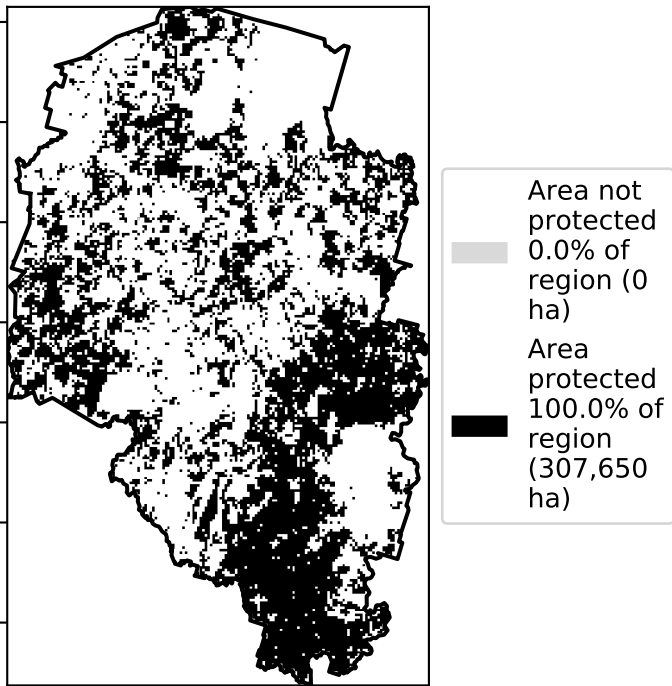 Area not
protected
0.0% of
region (0
ha)
Area
protected
100.0% of
region
(307,650
ha)